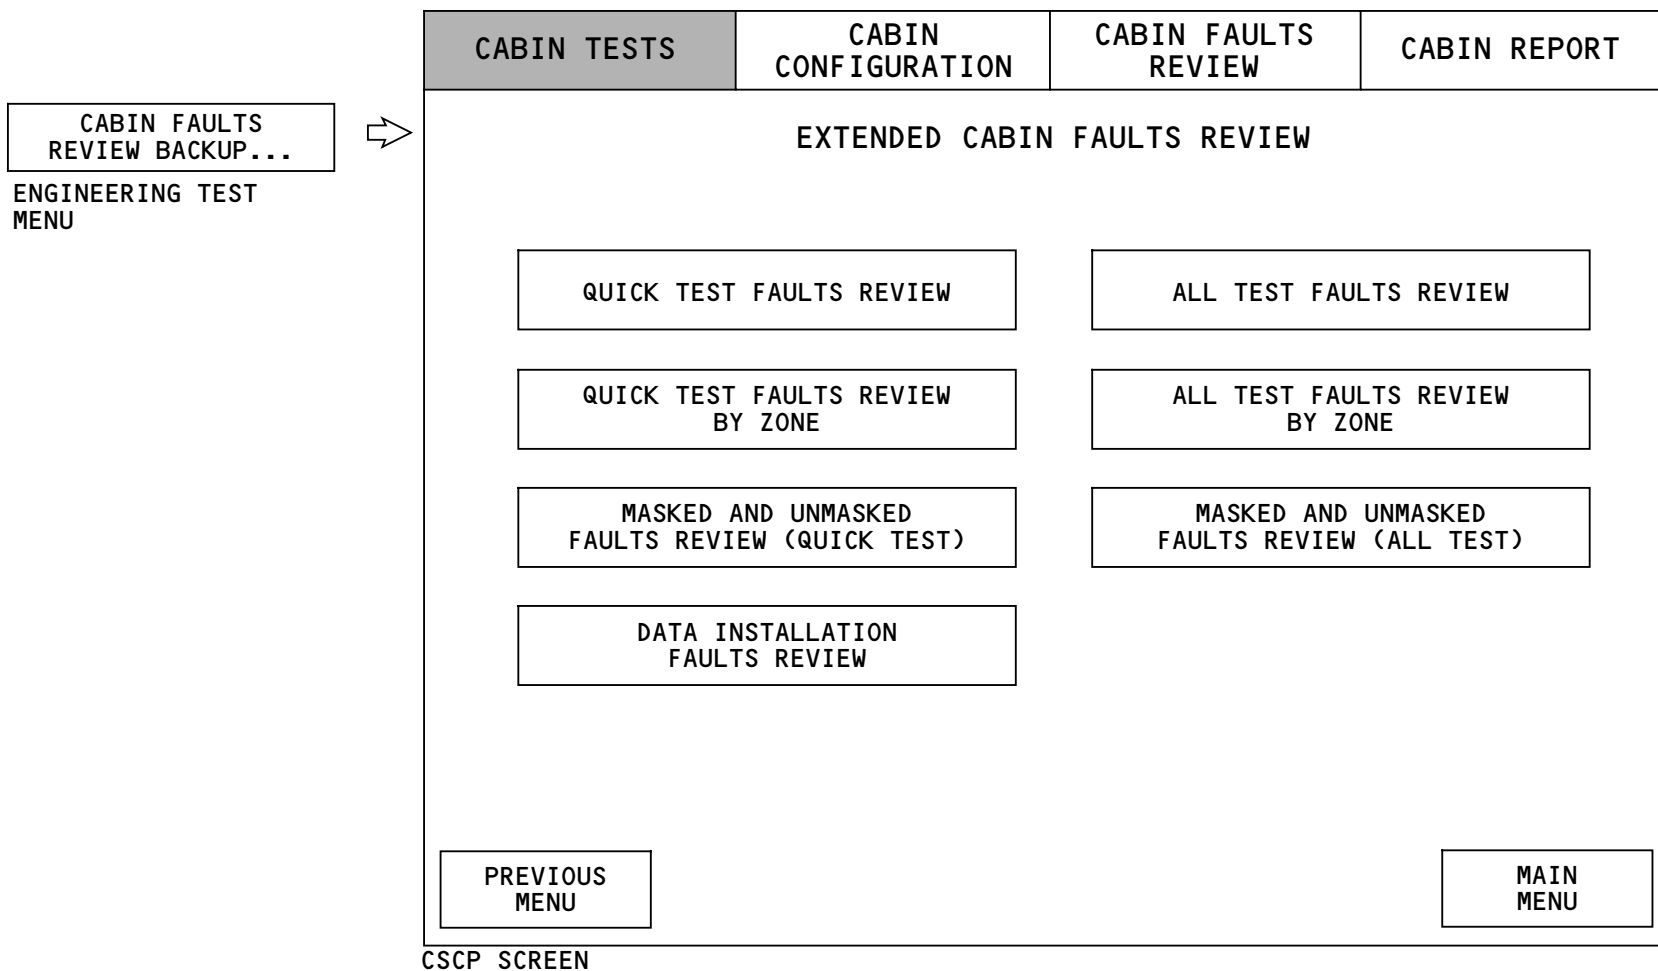 CABIN TESTS
CABIN
CONFIGURATION
CABIN FAULTS
REVIEW
CABIN REPORT
CABIN FAULTS
REVIEW BACKUP...
ENGINEERING TEST
MENU
EXTENDED CABIN FAULTS REVIEW
QUICK TEST FAULTS REVIEW
ALL TEST FAULTS REVIEW
QUICK TEST FAULTS REVIEW
BY ZONE
ALL TEST FAULTS REVIEW
BY ZONE
MASKED AND UNMASKED
FAULTS REVIEW (QUICK TEST)
MASKED AND UNMASKED
FAULTS REVIEW (ALL TEST)
DATA INSTALLATION
FAULTS REVIEW
PREVIOUS
MENU
MAIN
MENU
CSCP SCREEN